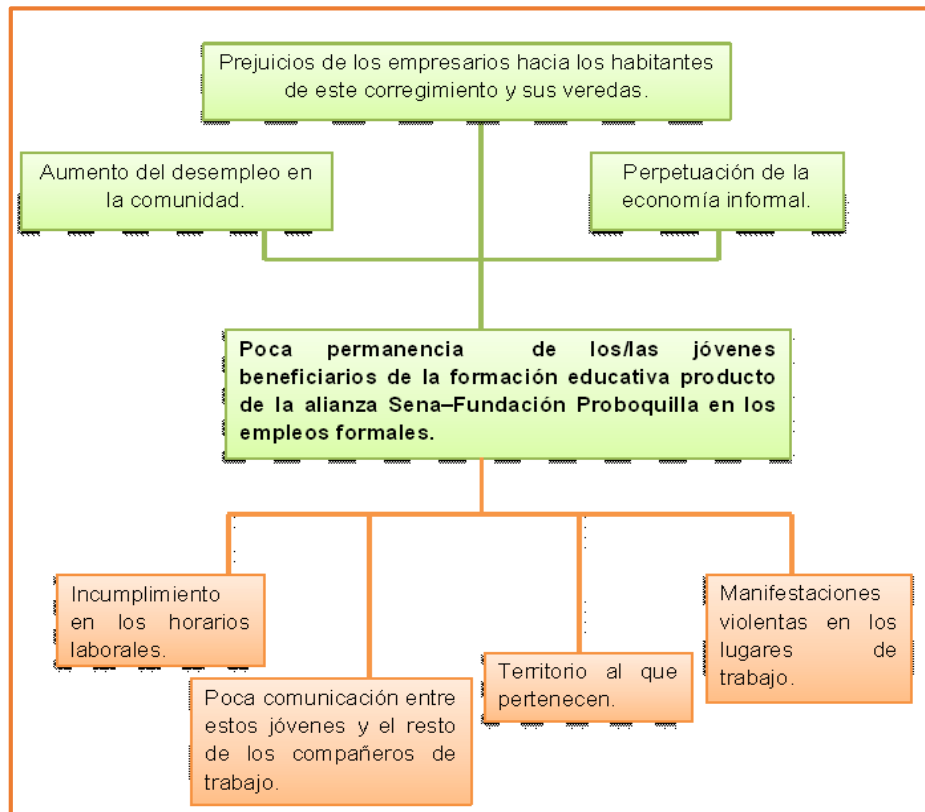 Prejuicios de los empresarios hacia los habitantes
de este corregimiento y sus veredas.
Aumento del desempleo en
la comunidad.
Perpetuación de la
economía informal.
Poca permanencia de los/las jóvenes
beneficiarios de la formación educativa producto
de la alianza Sena–Fundación Proboquilla en los
empleos formales.
Incumplimiento
en los horarios
laborales.
Poca comunicación entre
estos jóvenes y el resto
de los compañeros de
trabajo.
Territorio al que
pertenecen.
Manifestaciones
violentas en los
lugares de
trabajo.